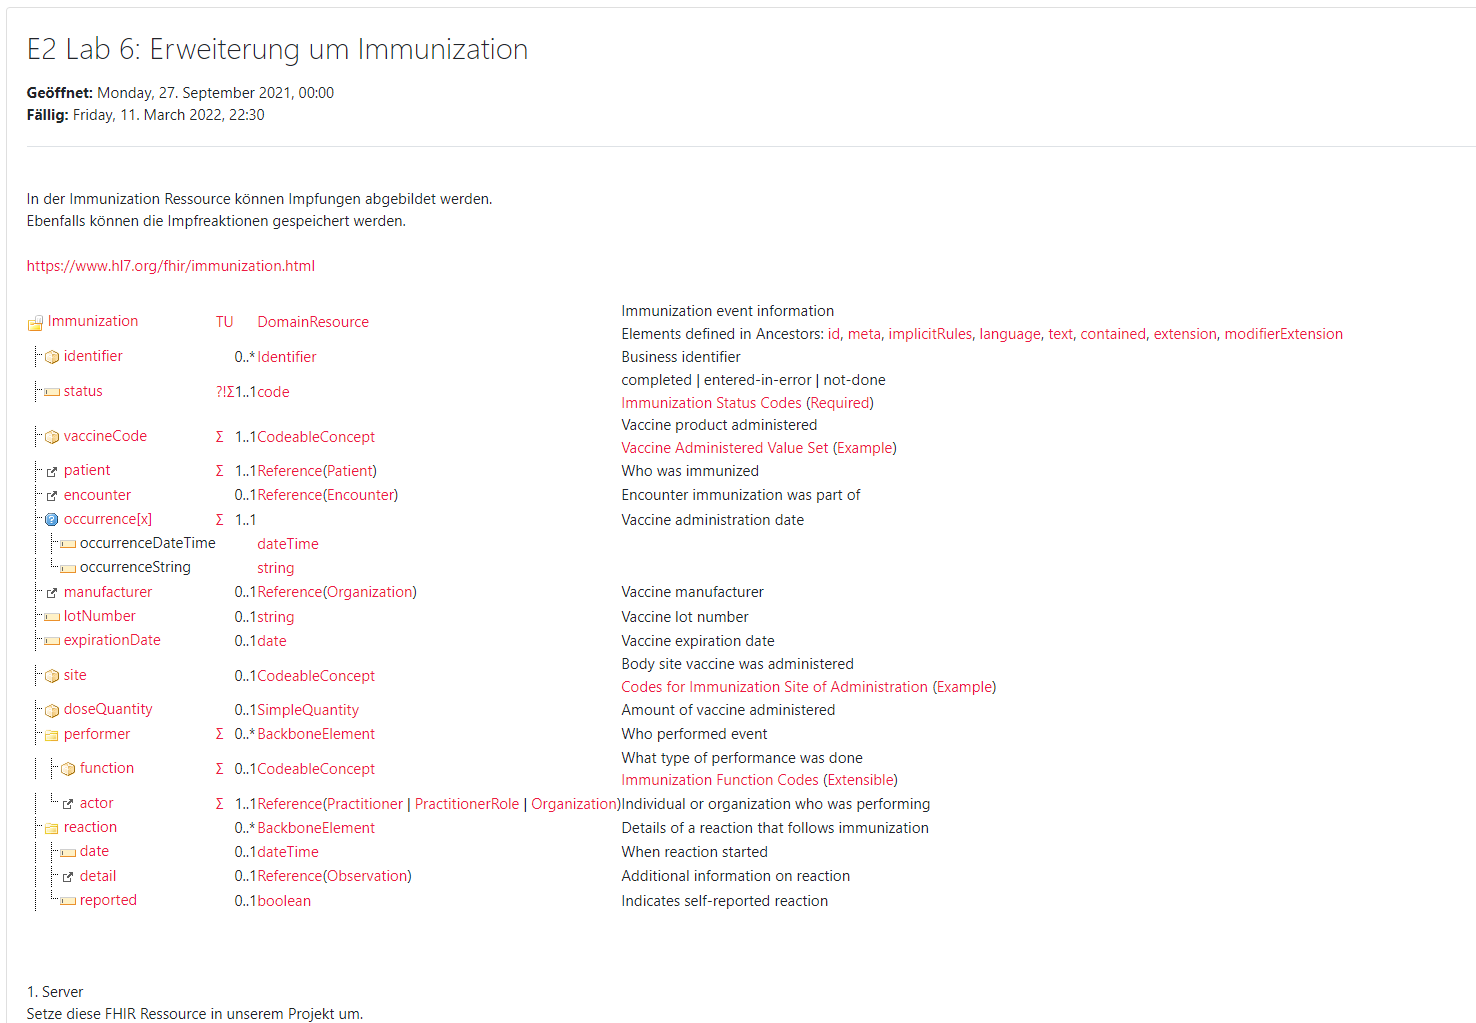 E2 Lab 6: Erweiterung um Immunization
Geöffnet: Monday, 27. September 2021, 00:00
Fällig: Friday, 11. March 2022, 22:30
In der Immunization Ressource können Impfungen abgebildet werden.
Ebenfalls können die Impfreaktionen gespeichert werden.
https://www.hl7.org/fhir/immunization.html
Immunization TU DomainResource Immunization event information
Elements defined in Ancestors: id, meta, implicitRules, language, text, contained, extension, modifierExtension
identifier 0..* Identifier Business identifier
status ?!Σ 1..1 code completed | entered-in-error | not-done
Immunization Status Codes (Required)
vaccineCode Σ 1..1 CodeableConcept Vaccine product administered
Vaccine Administered Value Set (Example)
patient Σ 1..1 Reference(Patient) Who was immunized
encounter 0..1 Reference(Encounter) Encounter immunization was part of
occurrence[x] Σ 1..1 Vaccine administration date
occurrenceDateTime dateTime
occurrenceString string
manufacturer 0..1 Reference(Organization) Vaccine manufacturer
lotNumber 0..1 string Vaccine lot number
expirationDate 0..1 date Vaccine expiration date
site 0..1 CodeableConcept Body site vaccine was administered
Codes for Immunization Site of Administration (Example)
doseQuantity 0..1 SimpleQuantity Amount of vaccine administered
performer Σ 0..* BackboneElement Who performed event
function Σ 0..1 CodeableConcept What type of performance was done
Immunization Function Codes (Extensible)
actor Σ 1..1 Reference(Practitioner | PractitionerRole | Organization) Individual or organization who was performing
reaction 0..* BackboneElement Details of a reaction that follows immunization
date 0..1 dateTime When reaction started
detail 0..1 Reference(Observation) Additional information on reaction
reported 0..1 boolean Indicates self-reported reaction
1. Server
Setze diese FHIR Ressource in unserem Projekt um.